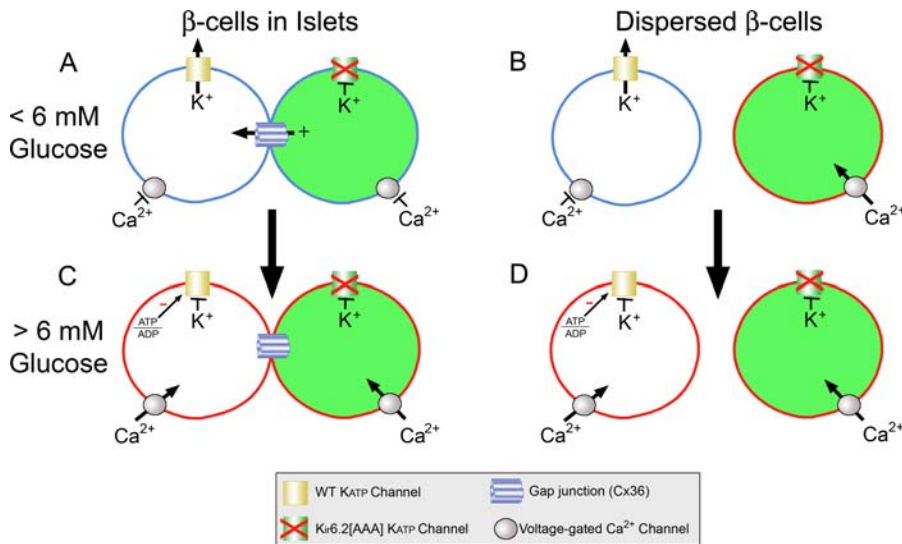 β-cells in Islets
Dispersed β-cells
A
B
< 6 mM
Glucose
K⁺
K⁺
K⁺
K⁺
+
Ca²⁺
Ca²⁺
Ca²⁺
Ca²⁺
C
D
> 6 mM
Glucose
-
ATP
ADP
K⁺
K⁺
-
ATP
ADP
K⁺
K⁺
Ca²⁺
Ca²⁺
Ca²⁺
Ca²⁺
WT KATP Channel
Gap junction (Cx36)
Kir6.2[AAA] KATP Channel
Voltage-gated Ca²⁺ Channel